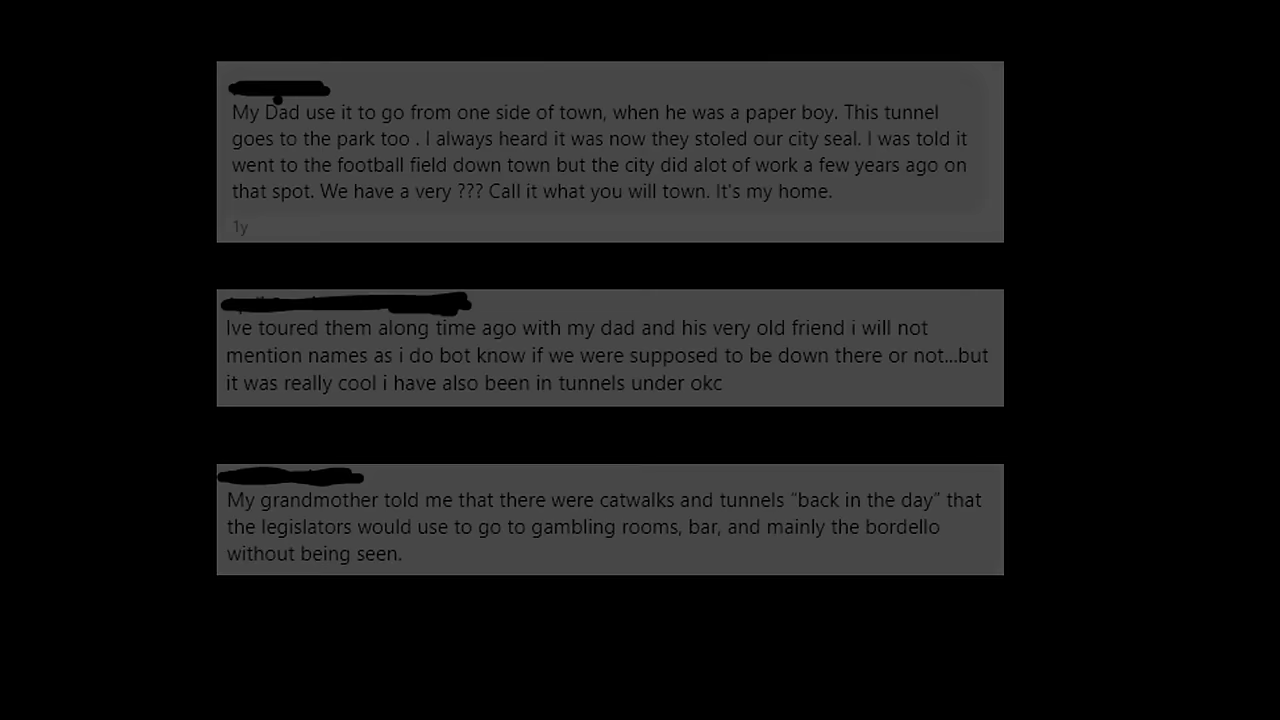 My Dad use it to go from one side of town, when he was a paper boy. This tunnel
goes to the park too . I always heard it was now they stoled our city seal. I was told it
went to the football field down town but the city did alot of work a few years ago on
that spot. We have a very ??? Call it what you will town. It's my home.
1y
Ive toured them along time ago with my dad and his very old friend i will not
mention names as i do bot know if we were supposed to be down there or not...but
it was really cool i have also been in tunnels under okc
My grandmother told me that there were catwalks and tunnels “back in the day” that
the legislators would use to go to gambling rooms, bar, and mainly the bordello
without being seen.